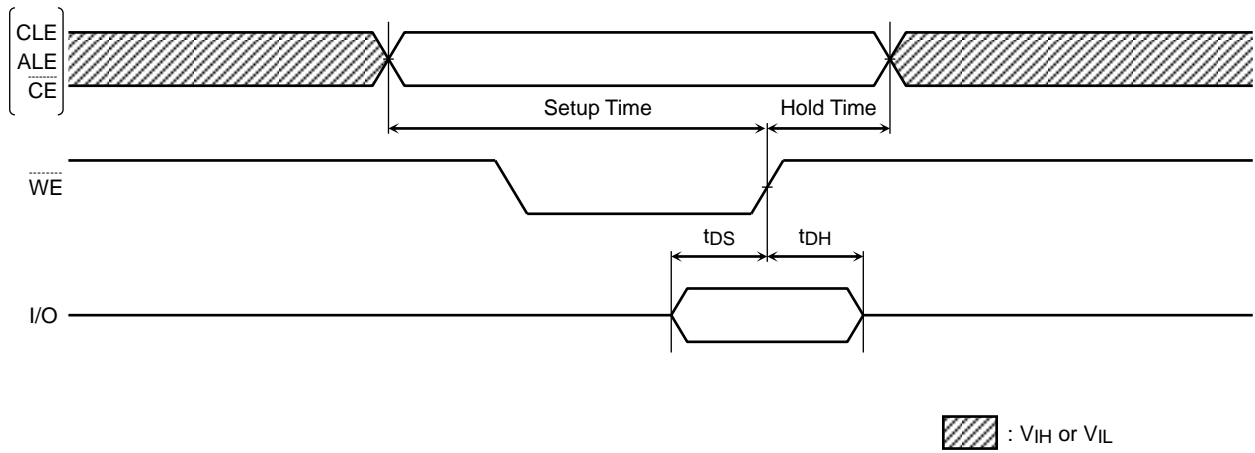 CLE
ALE
CE
Setup Time
Hold Time
WE
tDS
tDH
I/O
: VIH or VIL